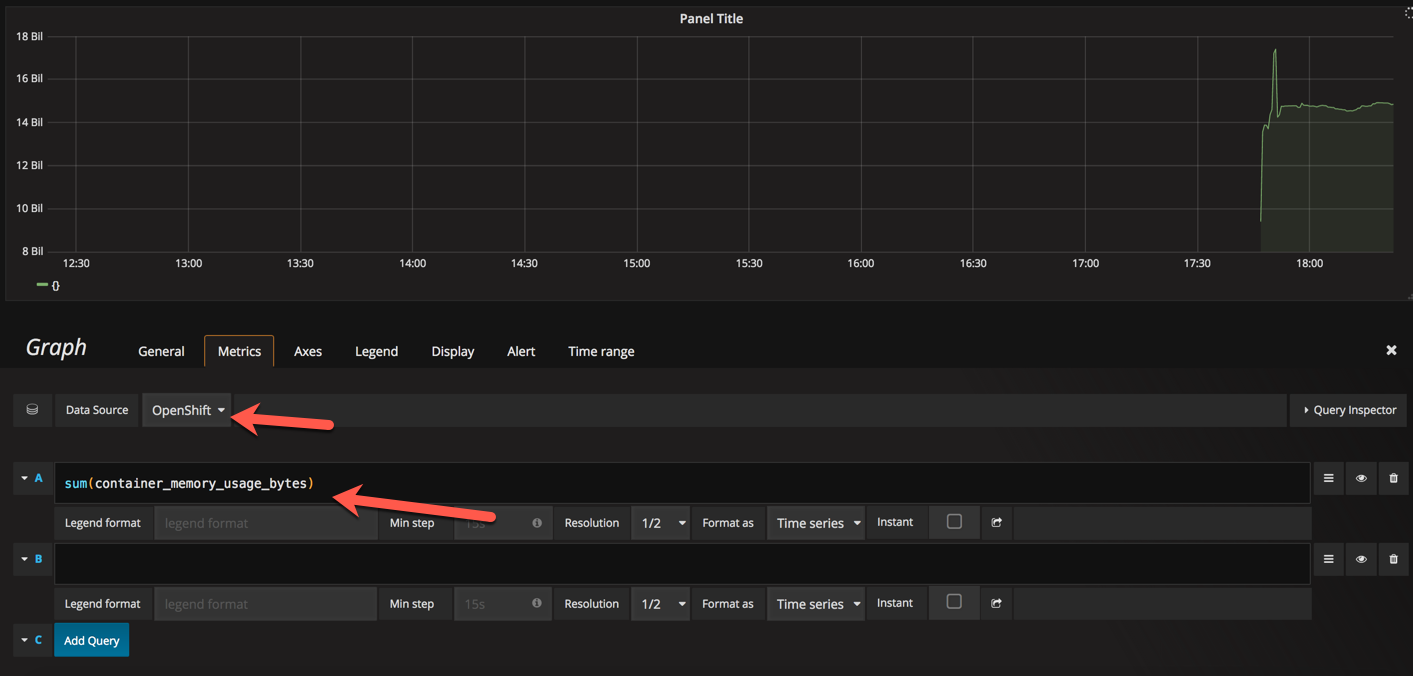 Panel Title
18 Bil
16 Bil
14 Bil
12 Bil
10 Bil
8 Bil
12:30 13:00 13:30 14:00 14:30 15:00 15:30 16:00 16:30 17:00 17:30 18:00
{}
Graph General Metrics Axes Legend Display Alert Time range
Data Source OpenShift Query Inspector
A sum(container_memory_usage_bytes)
Legend format legend format Min step 15s Resolution 1/2 Format as Time series Instant
B
Legend format legend format Min step 15s Resolution 1/2 Format as Time series Instant
C Add Query